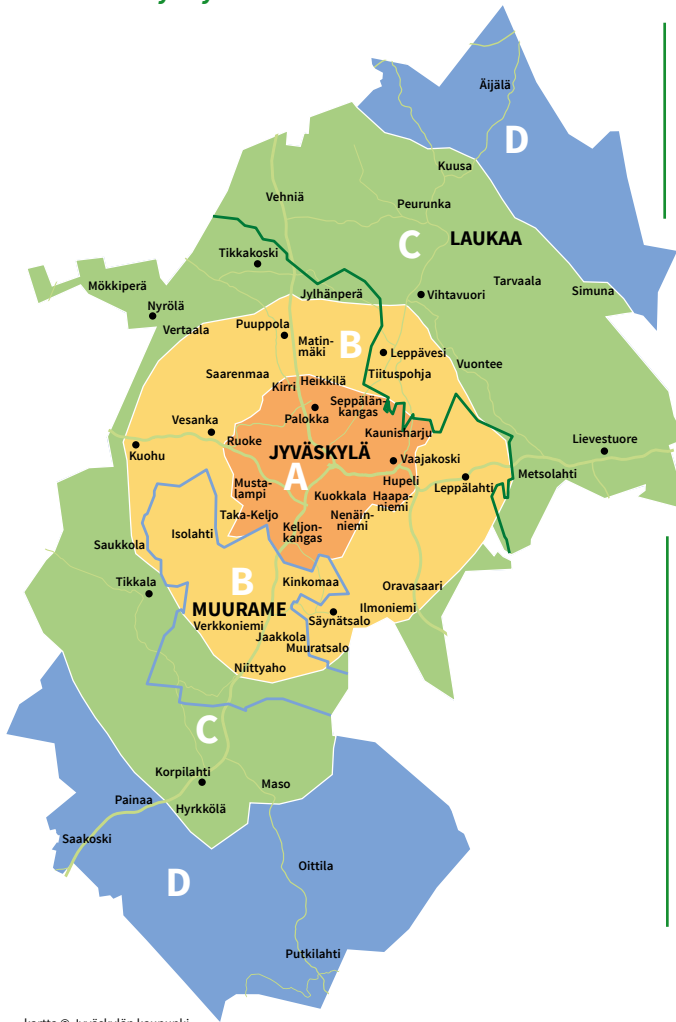 Äijälä
D
Kuusa
Vehniä
Peurunka
C
LAUKAA
Tikkakoski
Mökkiperä
Tarvaala
Simuna
Jylhänperä
Vihtavuori
Nyrölä
Vertaala
Puuppola
B
Matin-
mäki
Leppävesi
Tiituspohja
Vuontee
Saarenmaa
Kirri
Heikkilä
Seppälän-
kangas
Palokka
Vesanka
Ruoke
Kaunisharju
Lievestuore
Kuohu
JYVÄSKYLÄ
Vaajakoski
A
Metsolahti
Leppälahti
Hupeli
Musta-
lampi
Kuokkala
Haapa-
niemi
Taka-Keljo
Nenäin-
niemi
Keljon-
kangas
Isolahti
Saukkola
Tikkala
B
Kinkomaa
Oravasaari
MUURAME
Ilmoniemi
Säynätsalo
Verkkoniemi
Jaakkola
Muuratsalo
Niittyaho
C
Korpilahti
Maso
Painaa
Hyrkkölä
Saakoski
Oittila
D
Putkilahti